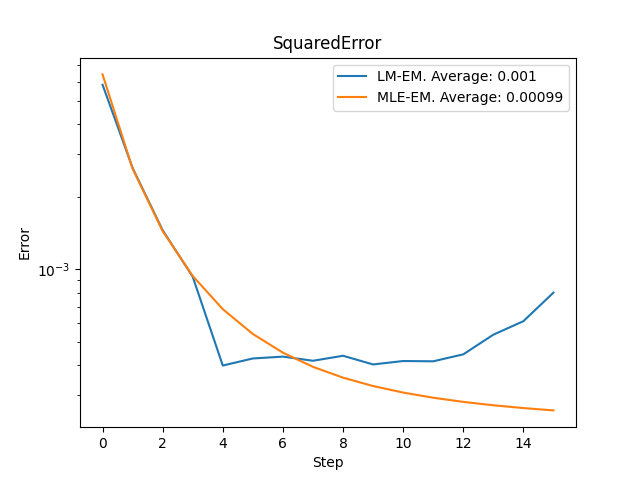 SquaredError
LM-EM. Average: 0.001
MLE-EM. Average: 0.00099
Error
10⁻³
0 2 4 6 8 10 12 14
Step